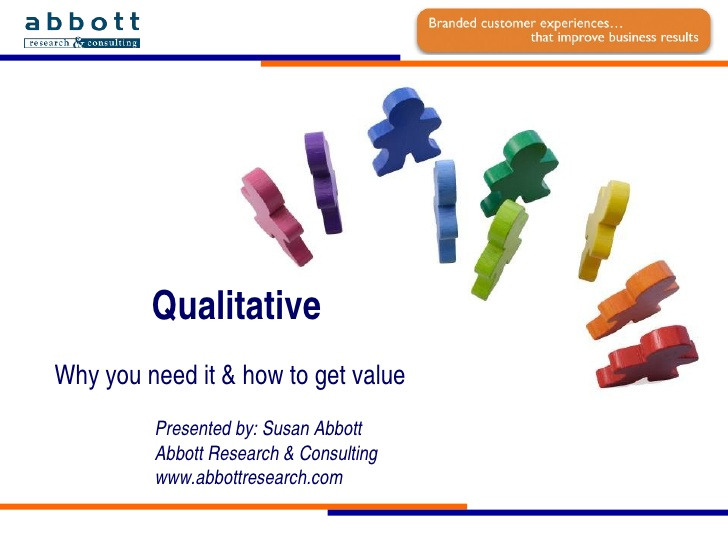 abbott
research & consulting
Branded customer experiences...
that improve business results
Qualitative
Why you need it & how to get value
Presented by: Susan Abbott
Abbott Research & Consulting
www.abbottresearch.com